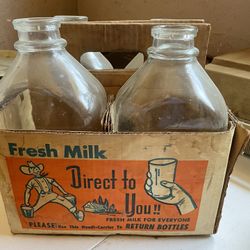 Fresh Milk
Direct to
You!!
FRESH MILK FOR EVERYONE
PLEASE! Use This Handi-Carrier To RETURN BOTTLES